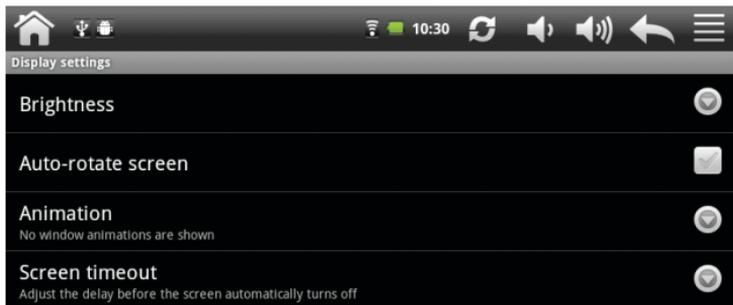 10:30
Display settings
Brightness
Auto-rotate screen
Animation
No window animations are shown
Screen timeout
Adjust the delay before the screen automatically turns off